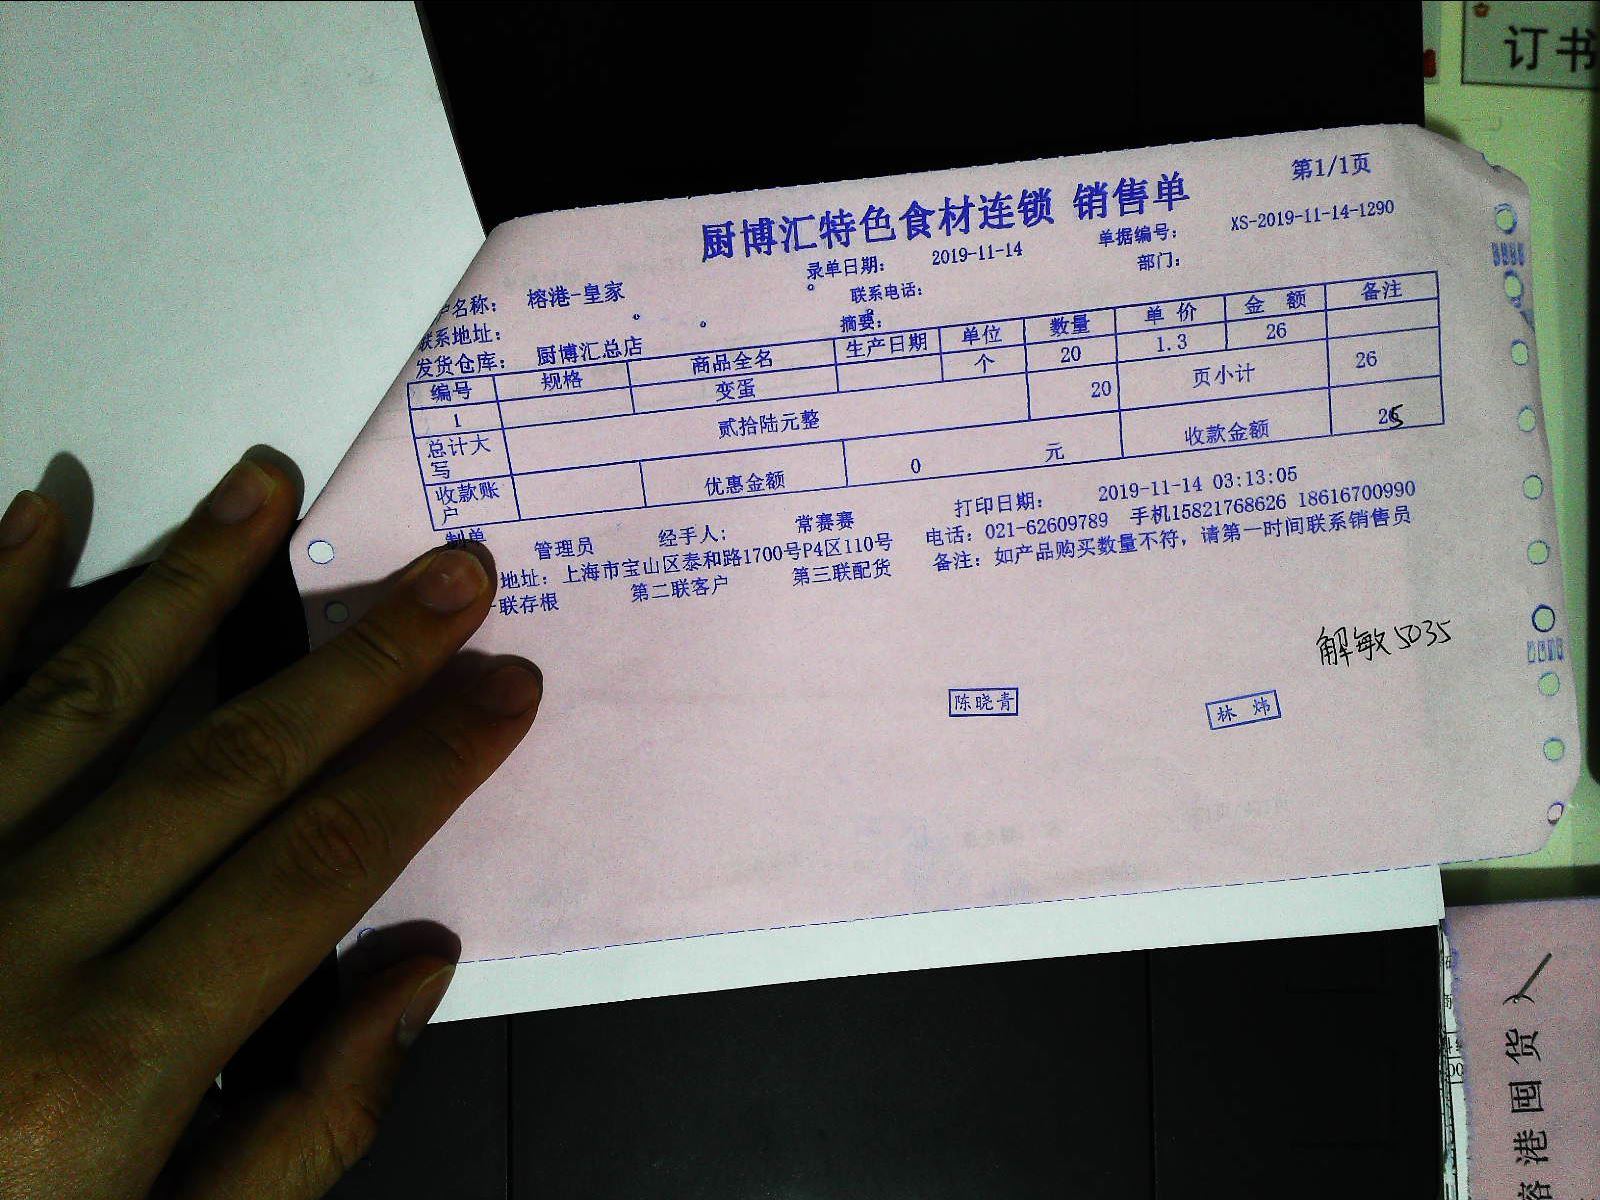 订书
第1/1页
厨博汇特色食材连锁 销售单
录单日期： 2019-11-14 单据编号： XS-2019-11-14-1290
户名称： 榕港-皇家 联系电话： 部门：
联系地址： 摘要：
发货仓库： 厨博汇总店
编号 规格 商品全名 生产日期 单位 数量 单 价 金 额 备注
1 变蛋 个 20 1.3 26
总计大写 贰拾陆元整 20 页小计 26
收款账户 优惠金额 0 元 收款金额
制单 管理员 经手人： 常赛赛 打印日期： 2019-11-14 03:13:05
地址：上海市宝山区泰和路1700号P4区110号 电话：021-62609789 手机15821768626 18616700990
联存根 第二联客户 第三联配货 备注：如产品购买数量不符，请第一时间联系销售员
解敏5035
陈晓青
林 炜
港囤货）